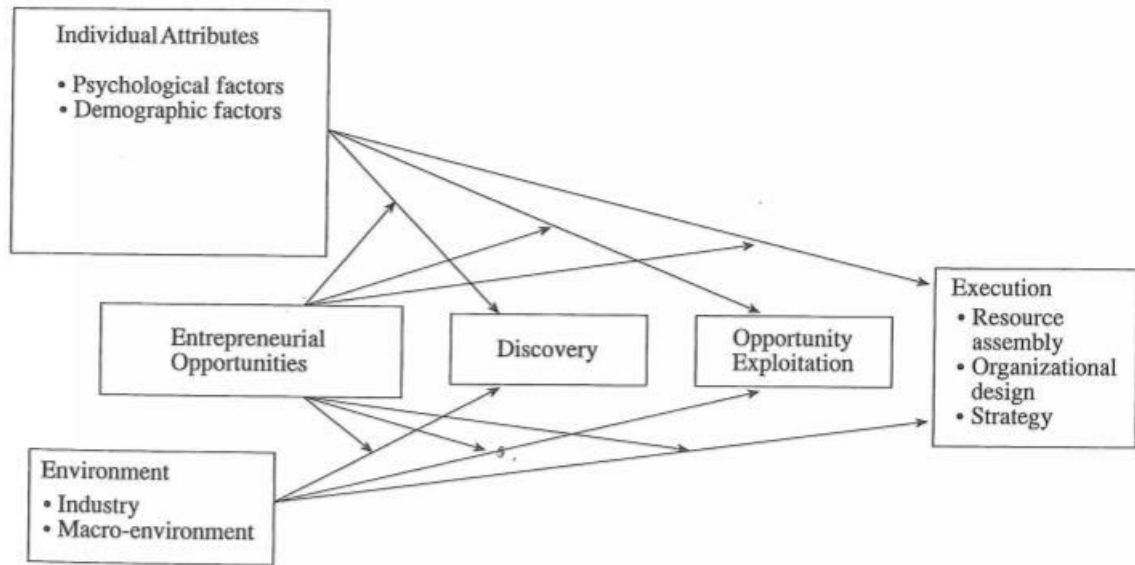 Individual Attributes
• Psychological factors
• Demographic factors
Entrepreneurial
Opportunities
Discovery
Opportunity
Exploitation
Execution
• Resource
assembly
• Organizational
design
• Strategy
Environment
• Industry
• Macro-environment